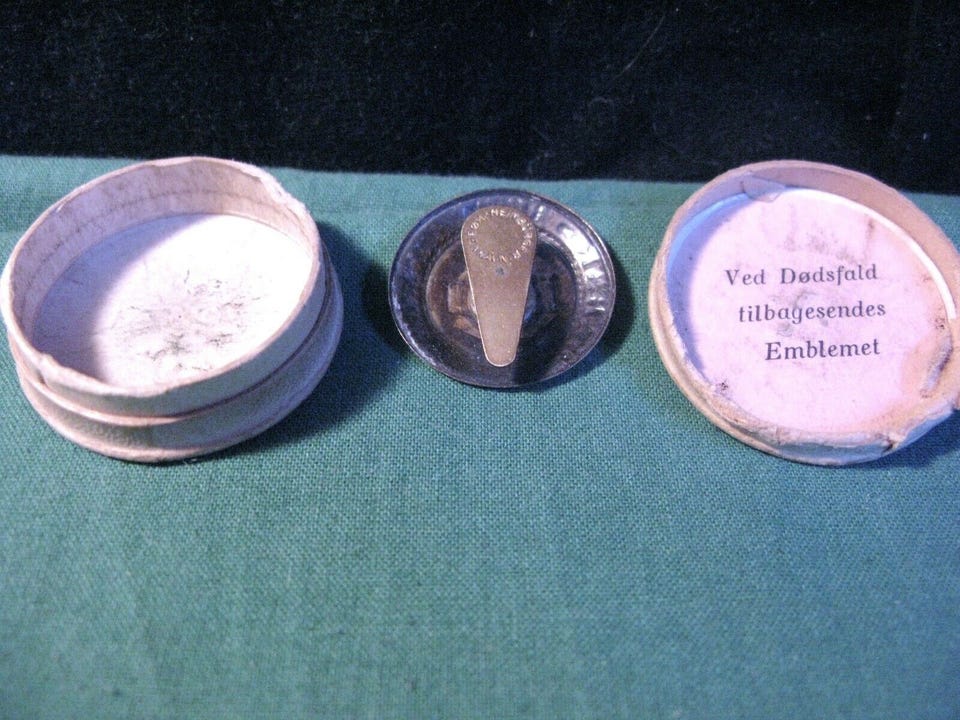 Ved Dødsfald
tilbagesendes
Emblemet